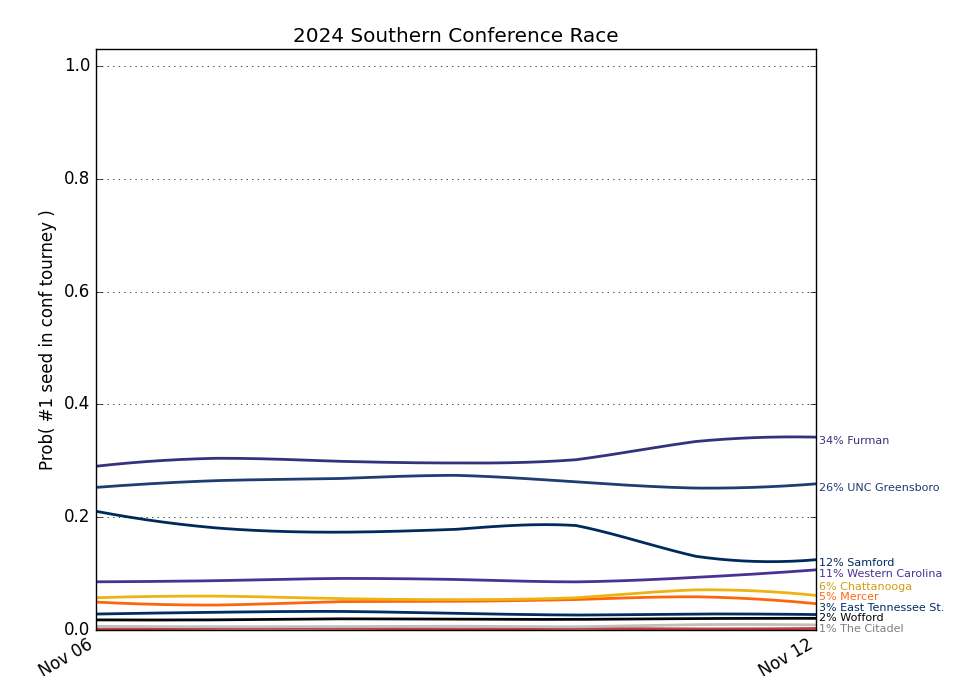 2024 Southern Conference Race
Prob( #1 seed in conf tourney )
1.0
0.8
0.6
0.4
0.2
0.0
Nov 06
Nov 12
34% Furman
26% UNC Greensboro
12% Samford
11% Western Carolina
6% Chattanooga
5% Mercer
3% East Tennessee St.
2% Wofford
1% The Citadel